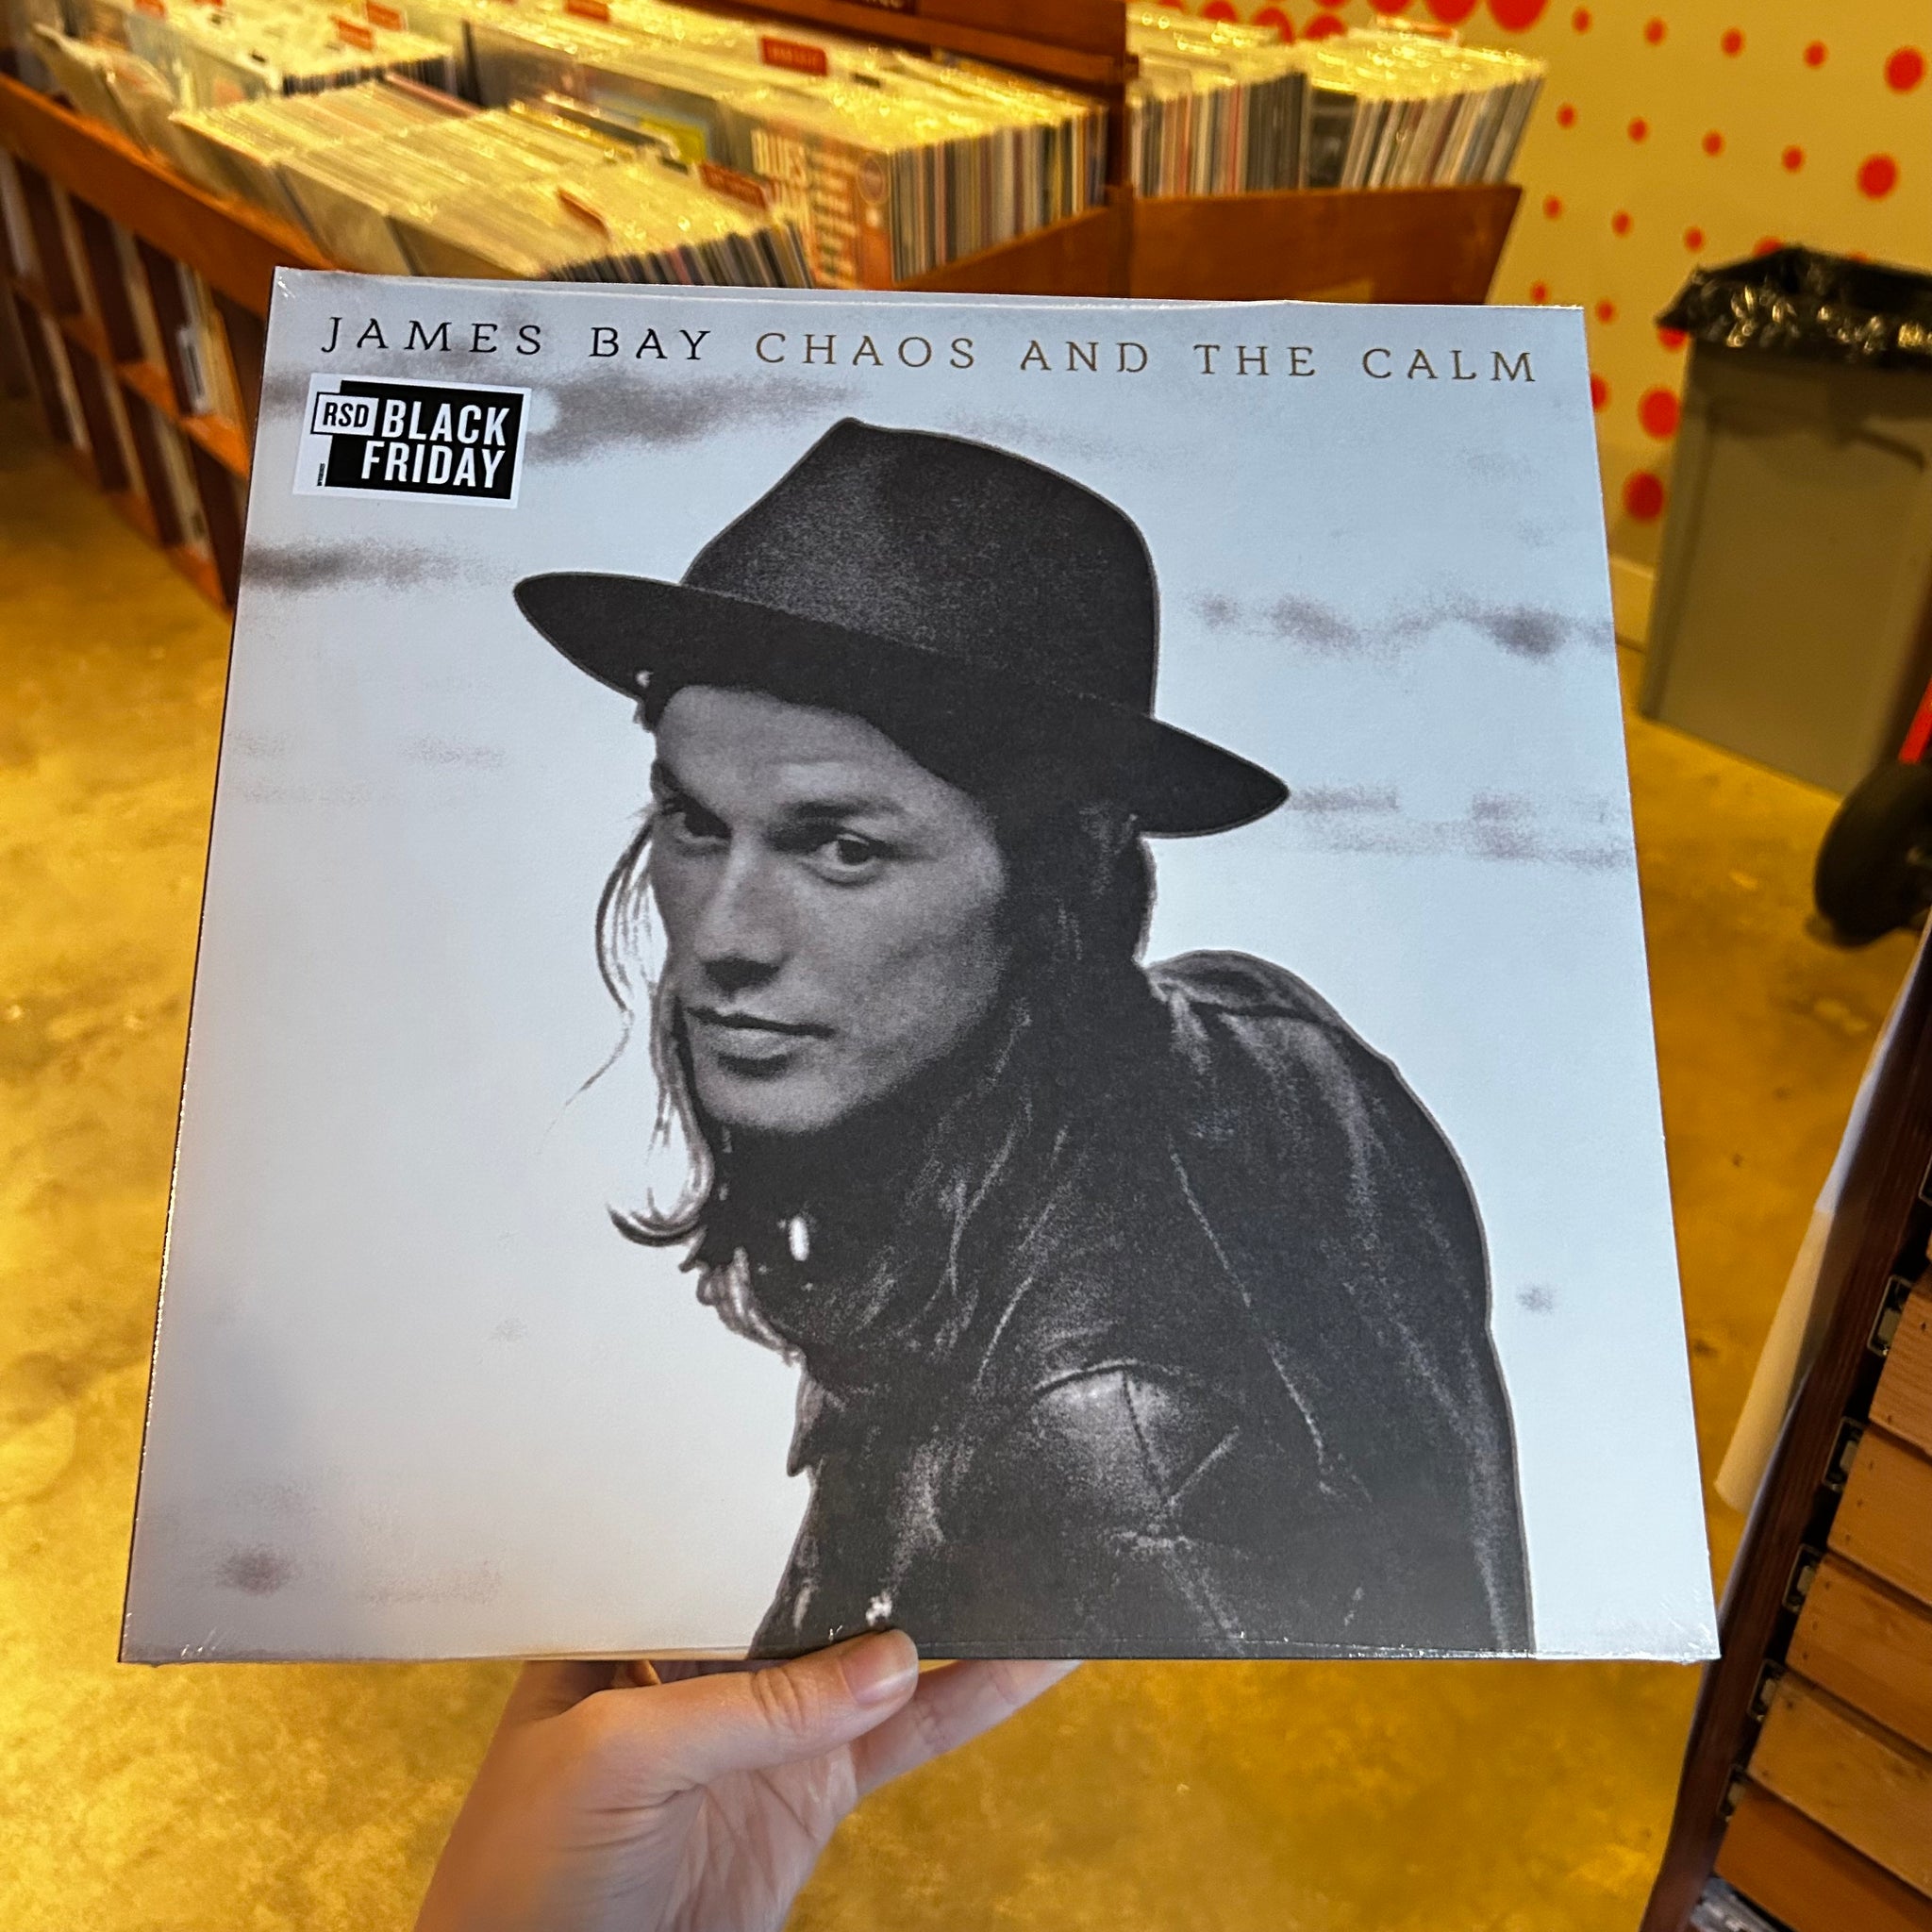 JAMES BAY CHAOS AND THE CALM
RSD BLACK
FRIDAY